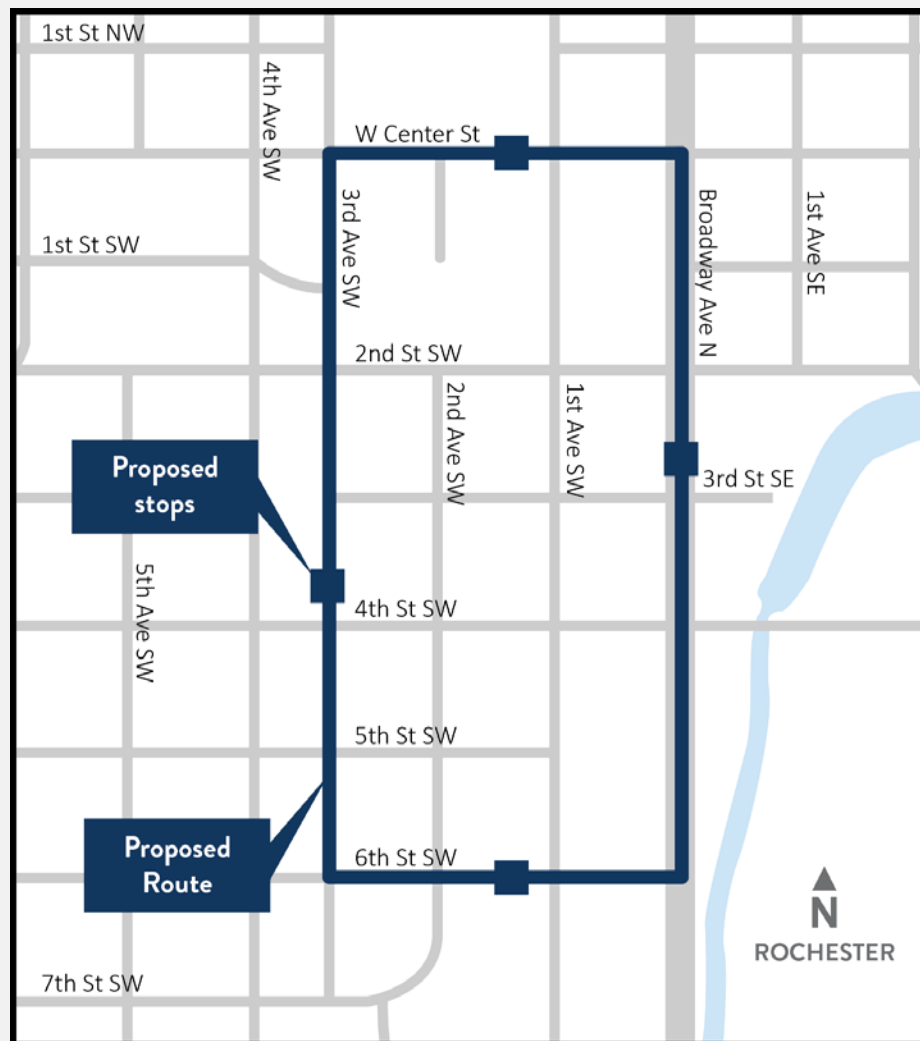 1st St NW
4th Ave SW
W Center St
3rd Ave SW
Broadway Ave N
1st Ave SE
1st St SW
2nd St SW
2nd Ave SW
1st Ave SW
Proposed
stops
3rd St SE
5th Ave SW
4th St SW
5th St SW
Proposed
Route
6th St SW
N
ROCHESTER
7th St SW